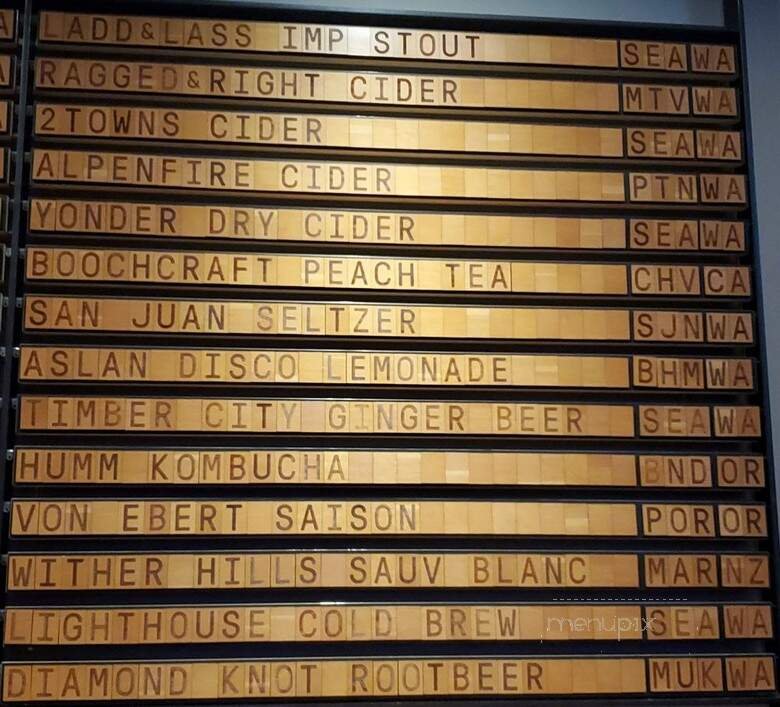 LADD&LASS IMP STOUT SEA WA
RAGGED&RIGHT CIDER MTV WA
2TOWNS CIDER SEA WA
ALPENFIRE CIDER PTN WA
YONDER DRY CIDER SEA WA
BOOCHCRAFT PEACH TEA CHV CA
SAN JUAN SELTZER SJN WA
ASLAN DISCO LEMONADE BHM WA
TIMBER CITY GINGER BEER SEA WA
HUMM KOMBUCHA BND OR
VON EBERT SAISON POR OR
WITHER HILLS SAUV BLANC MAR NZ
LIGHTHOUSE COLD BREW SEA WA
menupix
DIAMOND KNOT ROOTBEER MUK WA